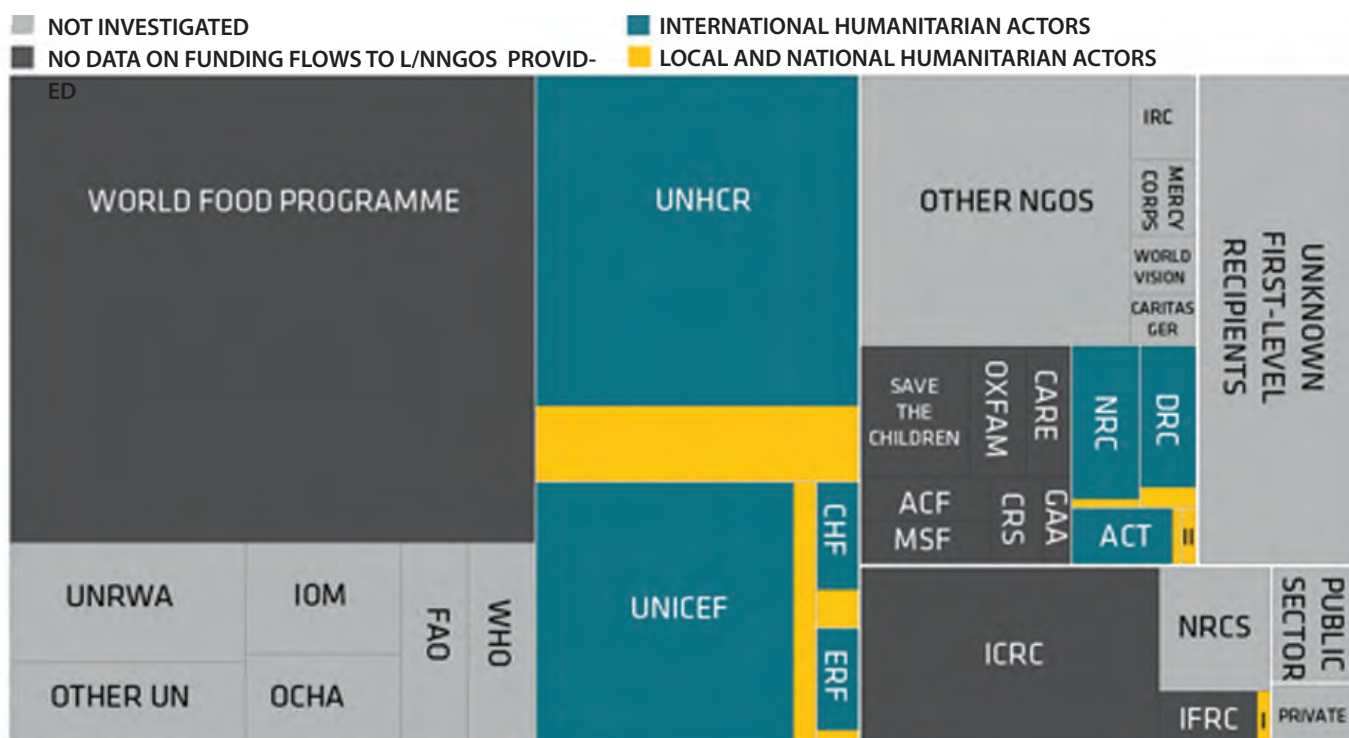 NOT INVESTIGATED
NO DATA ON FUNDING FLOWS TO L/NNGOS PROVID-
ED
INTERNATIONAL HUMANITARIAN ACTORS
LOCAL AND NATIONAL HUMANITARIAN ACTORS
WORLD FOOD PROGRAMME
UNRWA
IOM
OTHER UN
OCHA
FAO
WHO
UNHCR
UNICEF
CHF
ERF
OTHER NGOS
IRC
MERCY
CORPS
WORLD
VISION
CARITAS
GER
SAVE
THE
CHILDREN
OXFAM
CARE
ACF
MSF
CRS
GAA
NRC
DRC
ACT
II
UNKNOWN
FIRST-LEVEL
RECIPIENTS
ICRC
NRCS
IFRC
I
PUBLIC
SECTOR
PRIVATE